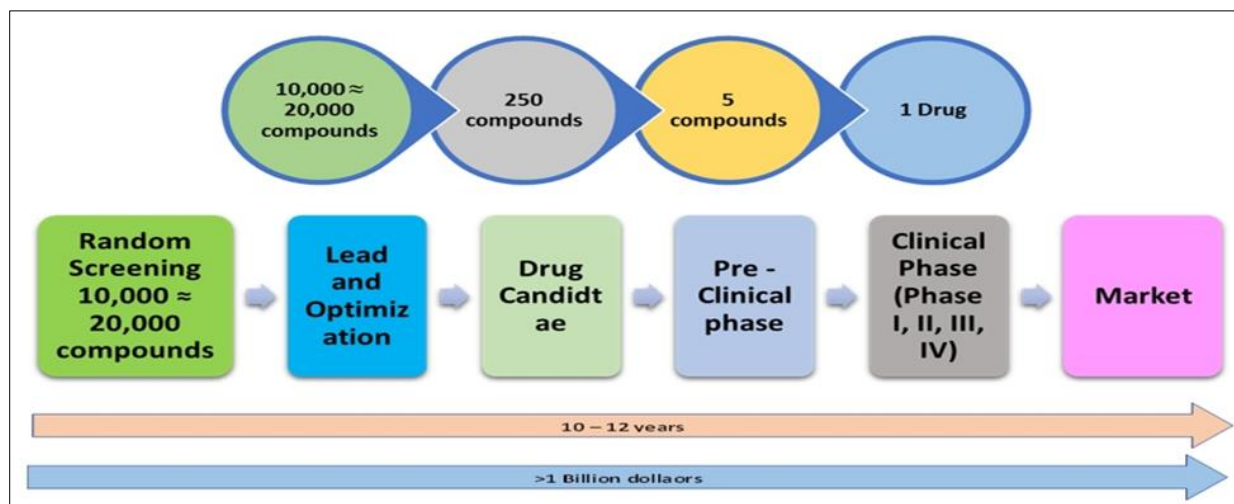 10,000 ≈
20,000
compounds
250
compounds
5
compounds
1 Drug
Random
Screening
10,000 ≈
20,000
compounds
Lead
and
Optimiz
ation
Drug
Candidt
ae
Pre -
Clinical
phase
Clinical
Phase
(Phase
I, II, III,
IV)
Market
10 – 12 years
>1 Billion dollaors